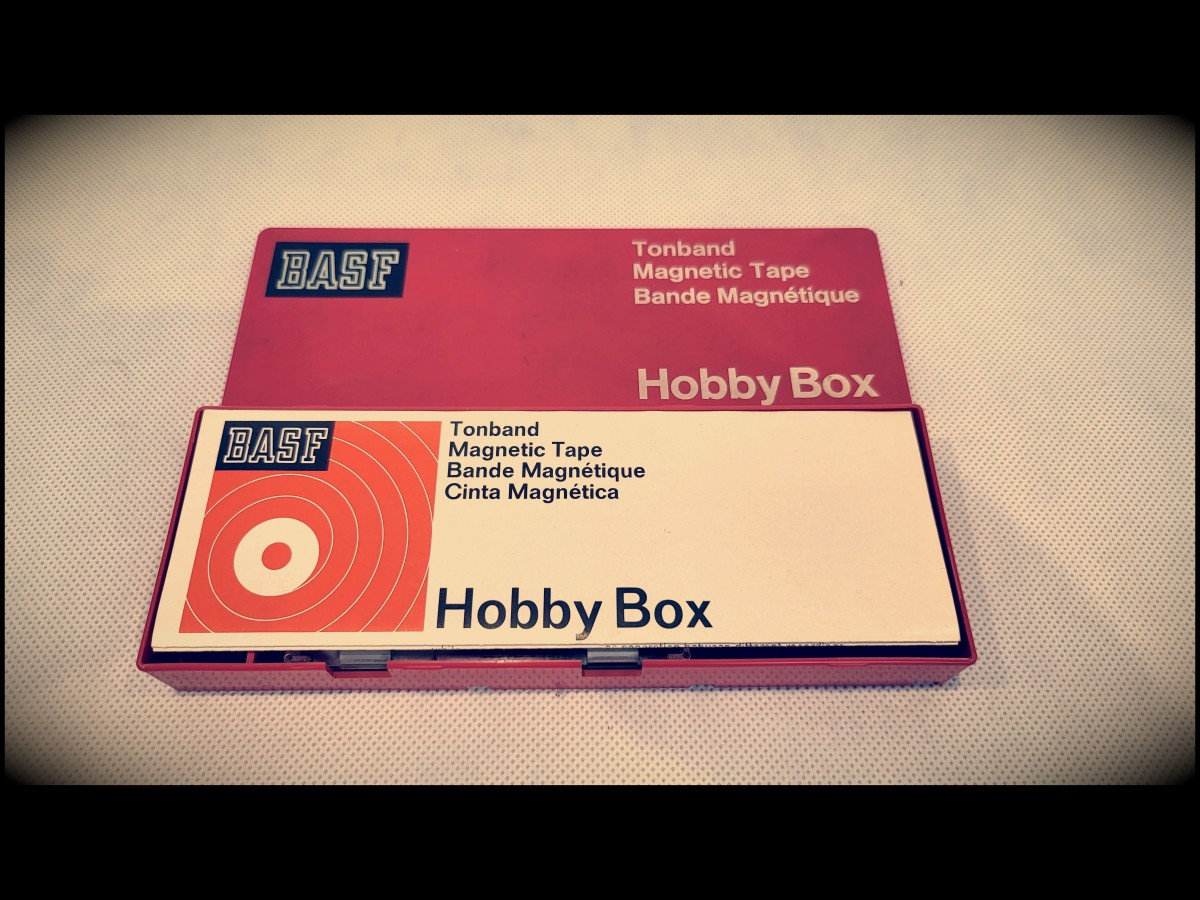 BASF
Tonband
Magnetic Tape
Bande Magnétique
Hobby Box
BASF
Tonband
Magnetic Tape
Bande Magnétique
Cinta Magnética
Hobby Box